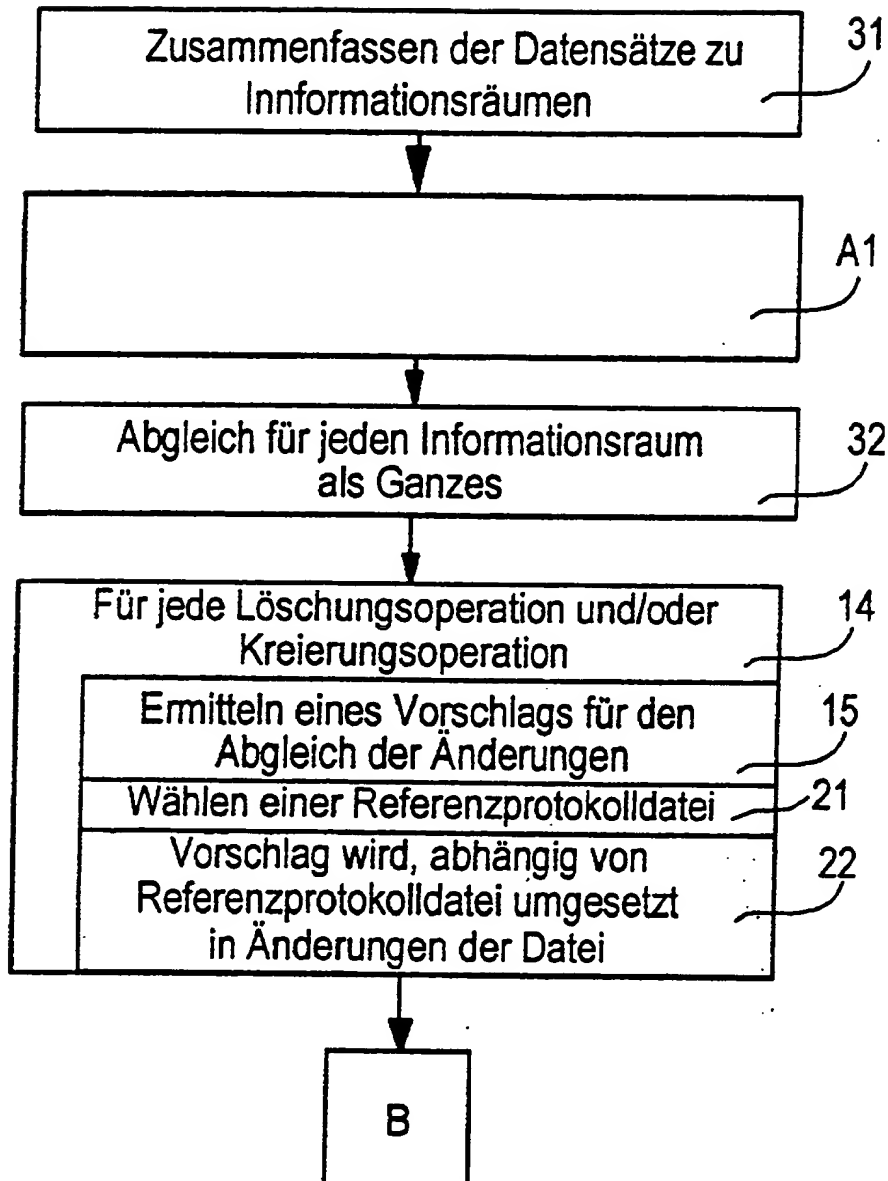 Zusammenfassen der Datensätze zu
Innformationsräumen
31
A1
Abgleich für jeden Informationsraum
als Ganzes
32
Für jede Löschungsoperation und/oder
Kreierungsoperation
14
Ermitteln eines Vorschlags für den
Abgleich der Änderungen
15
Wählen einer Referenzprotokolldatei
21
Vorschlag wird, abhängig von
Referenzprotokolldatei umgesetzt
in Änderungen der Datei
22
B